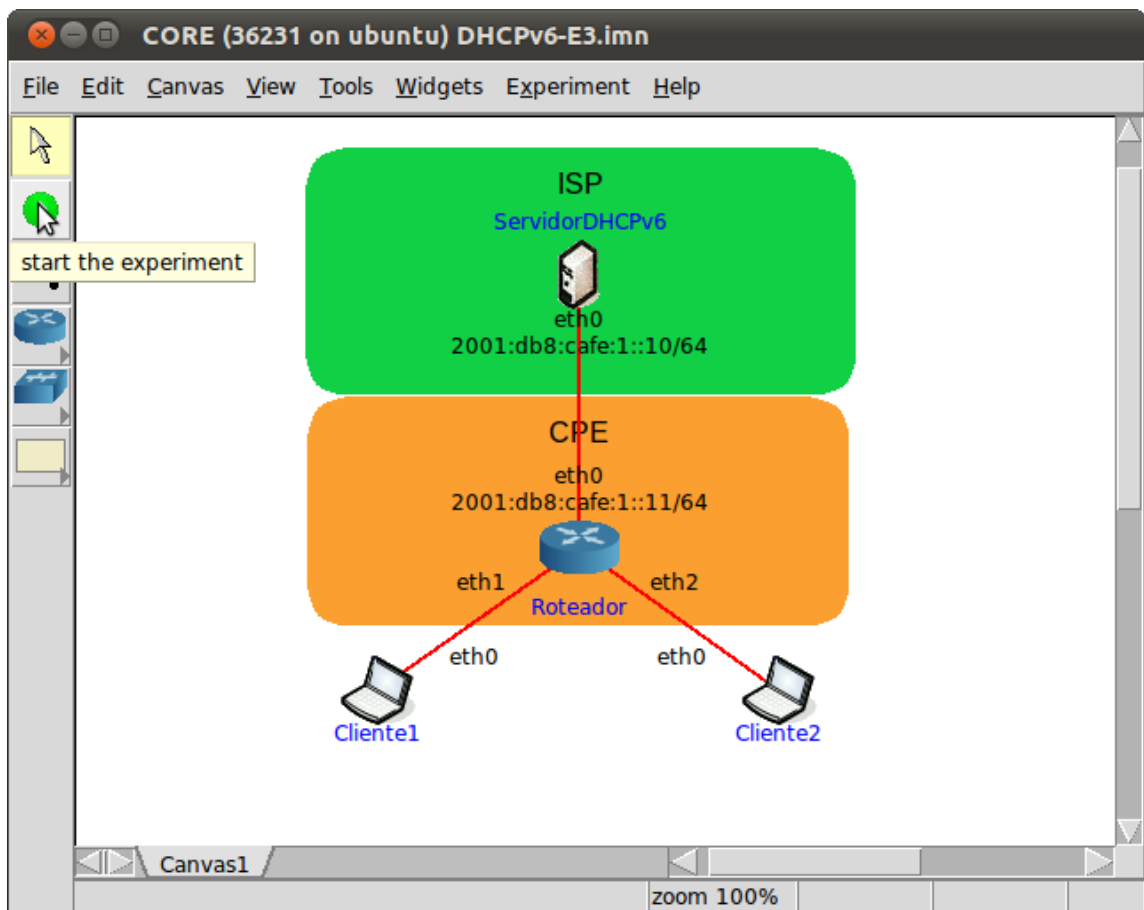 CORE (36231 on ubuntu) DHCPv6-E3.imn
File Edit Canvas View Tools Widgets Experiment Help
start the experiment
ISP
ServidorDHCPv6
eth0
2001:db8:cafe:1::10/64
CPE
eth0
2001:db8:cafe:1::11/64
eth1
eth2
Roteador
eth0
eth0
Cliente1
Cliente2
Canvas1
zoom 100%